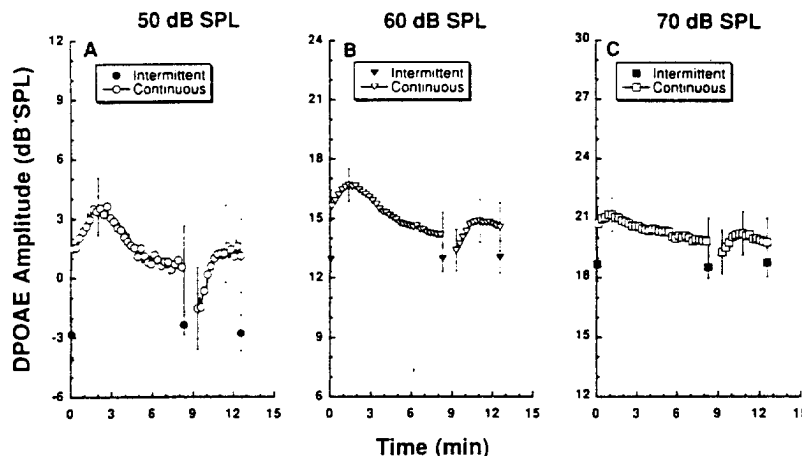 50 dB SPL
60 dB SPL
70 dB SPL
A
B
C
Intermittent
Continuous
Intermittent
Continuous
Intermittent
Continuous
DPOAE Amplitude (dB SPL)
12
9
6
3
0
-3
-6
24
21
18
15
12
9
6
30
27
24
21
18
15
12
0 3 6 9 12 15
0 3 6 9 12 15
0 3 6 9 12 15
Time (min)